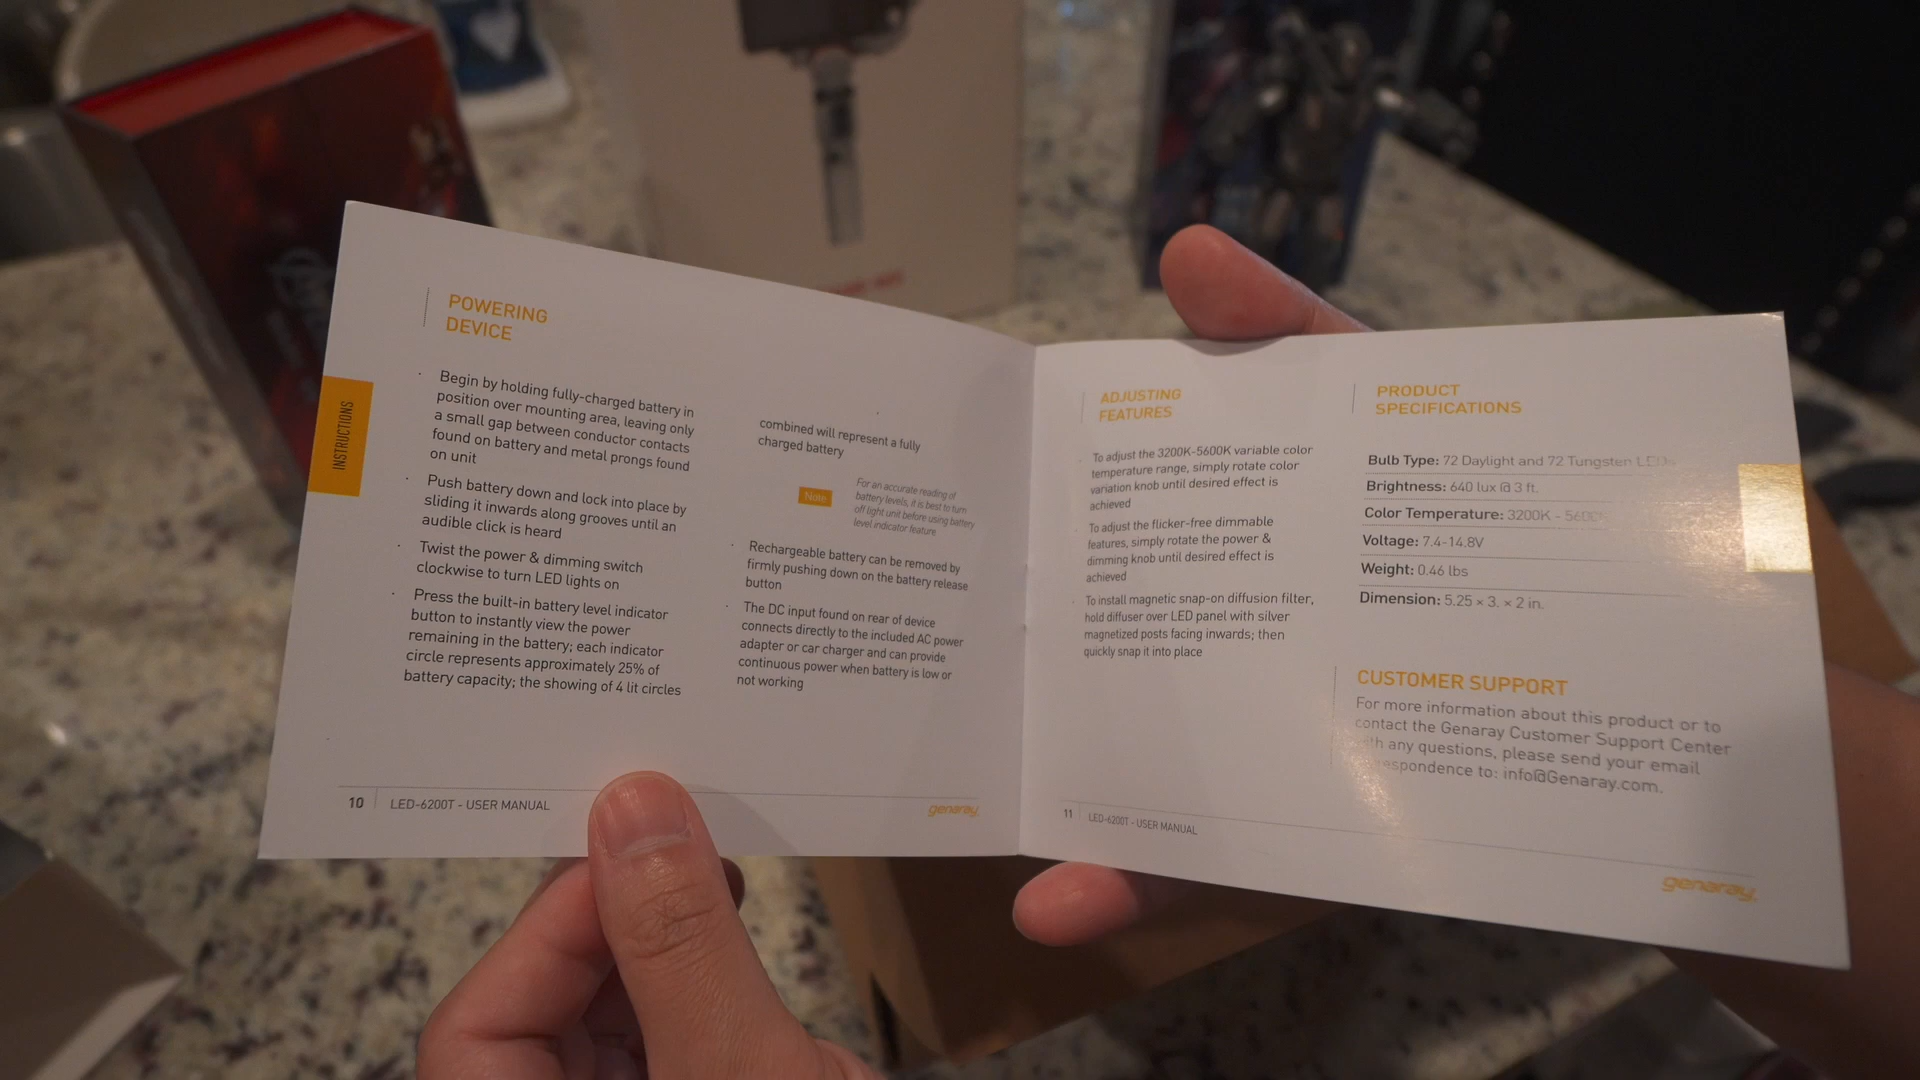 POWERING
DEVICE
INSTRUCTIONS
· Begin by holding fully-charged battery in
position over mounting area, leaving only
a small gap between conductor contacts
found on battery and metal prongs found
on unit
· Push battery down and lock into place by
sliding it inwards along grooves until an
audible click is heard
· Twist the power & dimming switch
clockwise to turn LED lights on
· Press the built-in battery level indicator
button to instantly view the power
remaining in the battery; each indicator
circle represents approximately 25% of
battery capacity; the showing of 4 lit circles
combined will represent a fully
charged battery
Note
For an accurate reading of
battery levels, it is best to turn
off light unit before using battery
level indicator feature
· Rechargeable battery can be removed by
firmly pushing down on the battery release
button
· The DC input found on rear of device
connects directly to the included AC power
adapter or car charger and can provide
continuous power when battery is low or
not working
10 LED-6200T - USER MANUAL
genaray.
ADJUSTING
FEATURES
· To adjust the 3200K-5600K variable color
temperature range, simply rotate color
variation knob until desired effect is
achieved
· To adjust the flicker-free dimmable
features, simply rotate the power &
dimming knob until desired effect is
achieved
· To install magnetic snap-on diffusion filter,
hold diffuser over LED panel with silver
magnetized posts facing inwards; then
quickly snap it into place
PRODUCT
SPECIFICATIONS
Bulb Type: 72 Daylight and 72 Tungsten LEDs
Brightness: 640 lux @ 3 ft.
Color Temperature: 3200K - 5600K
Voltage: 7.4-14.8V
Weight: 0.46 lbs
Dimension: 5.25 × 3. × 2 in.
CUSTOMER SUPPORT
For more information about this product or to
contact the Genaray Customer Support Center
with any questions, please send your email
correspondence to: info@Genaray.com.
11 LED-6200T - USER MANUAL
genaray.